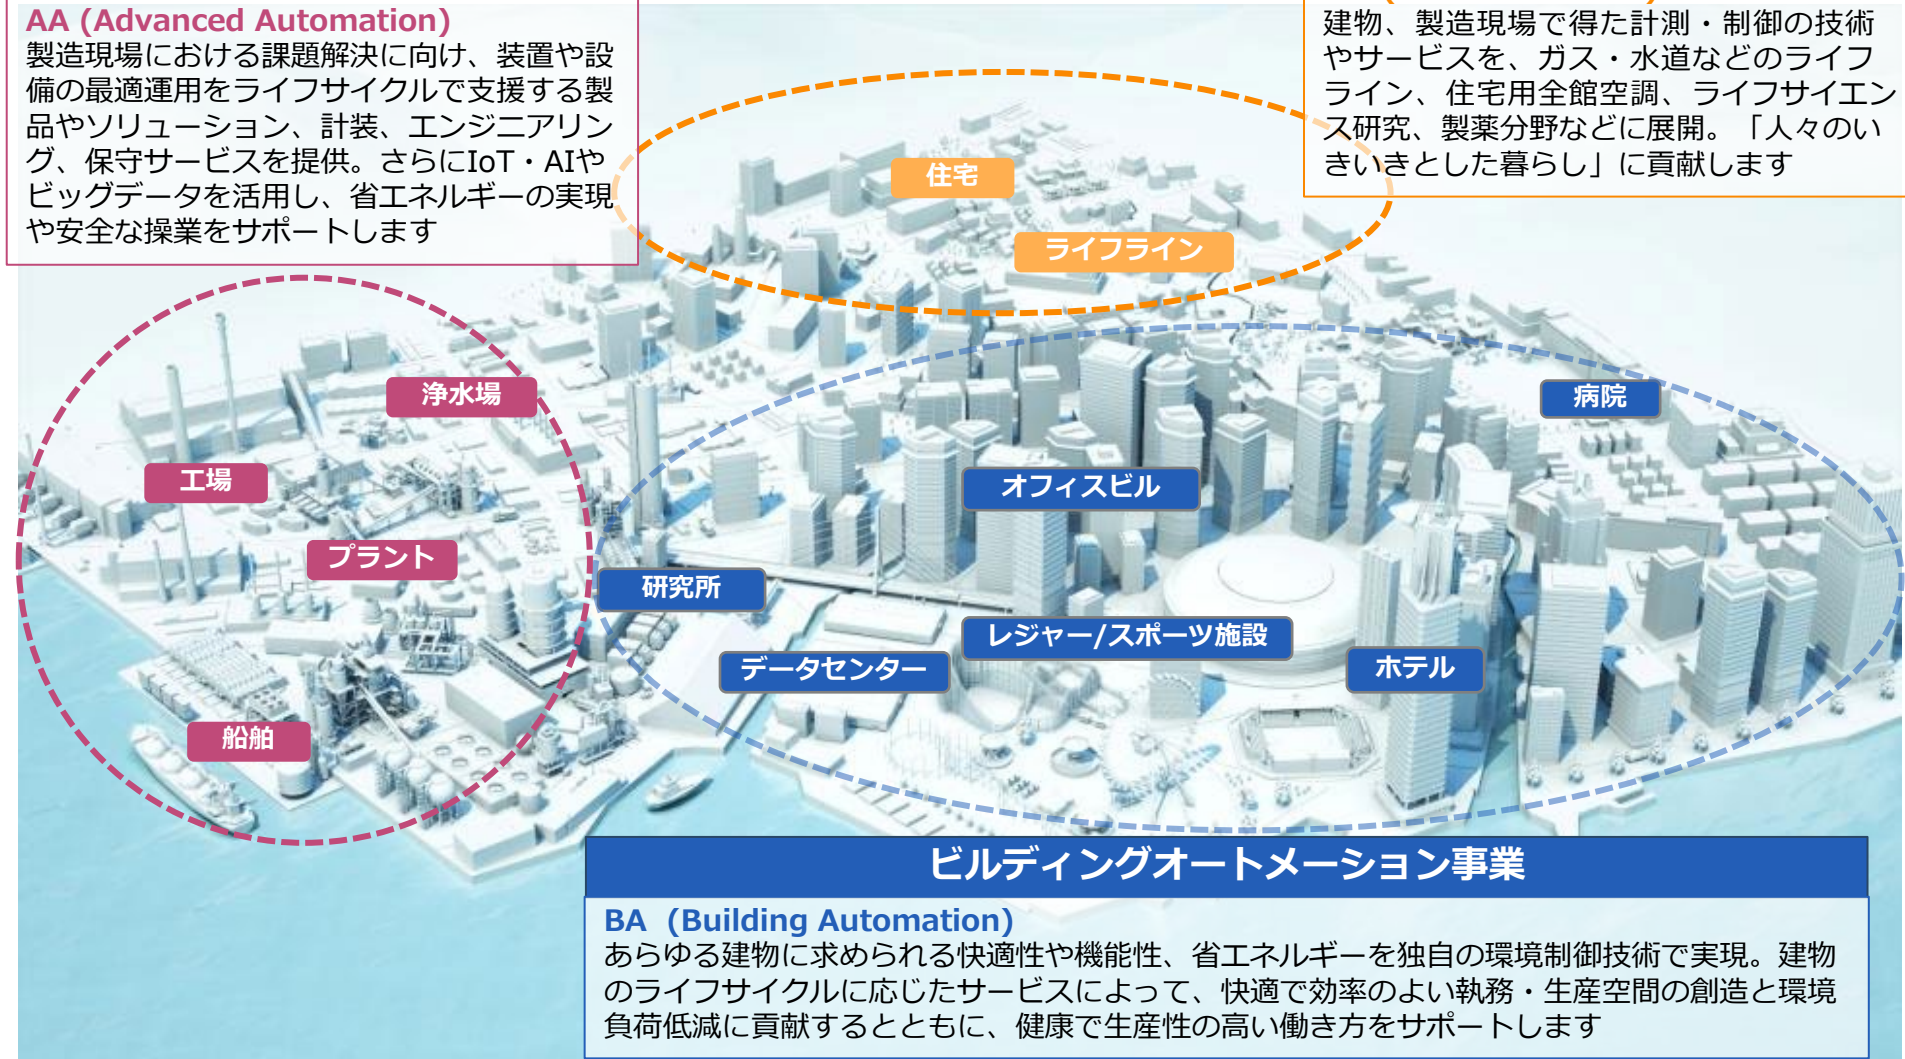 AA (Advanced Automation)
製造現場における課題解決に向け、装置や設
備の最適運用をライフサイクルで支援する製
品やソリューション、計装、エンジニアリン
グ、保守サービスを提供。さらにIoT・AIや
ビッグデータを活用し、省エネルギーの実現
や安全な操業をサポートします
建物、製造現場で得た計測・制御の技術
やサービスを、ガス・水道などのライフ
ライン、住宅用全館空調、ライフサイエン
ス研究、製薬分野などに展開。「人々のい
きいきとした暮らし」に貢献します
住宅
ライフライン
浄水場
工場
プラント
船舶
病院
オフィスビル
研究所
レジャー/スポーツ施設
データセンター
ホテル
ビルディングオートメーション事業
BA (Building Automation)
あらゆる建物に求められる快適性や機能性、省エネルギーを独自の環境制御技術で実現。建物
のライフサイクルに応じたサービスによって、快適で効率のよい執務・生産空間の創造と環境
負荷低減に貢献するとともに、健康で生産性の高い働き方をサポートします